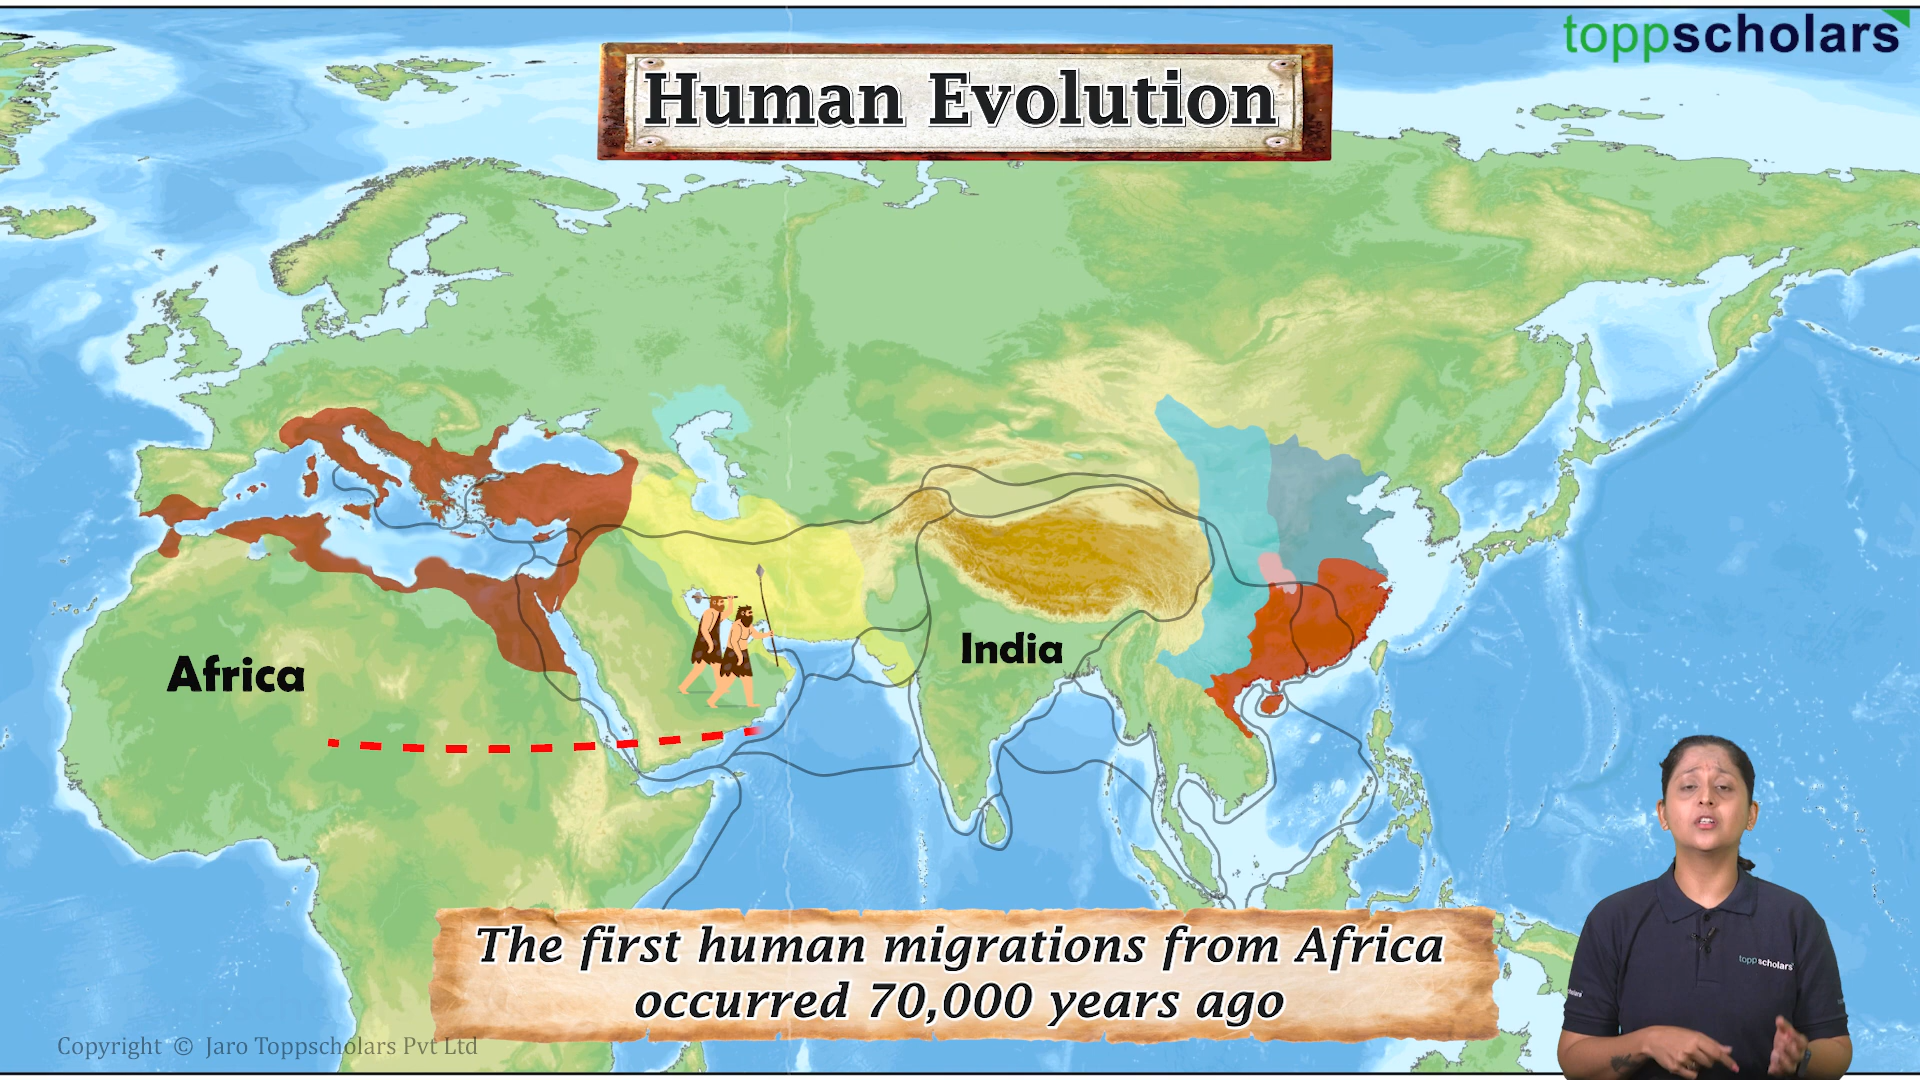 toppscholars
Human Evolution
Africa
India
toppscholars
The first human migrations from Africa
occurred 70,000 years ago
Copyright © Jaro Toppscholars Pvt Ltd